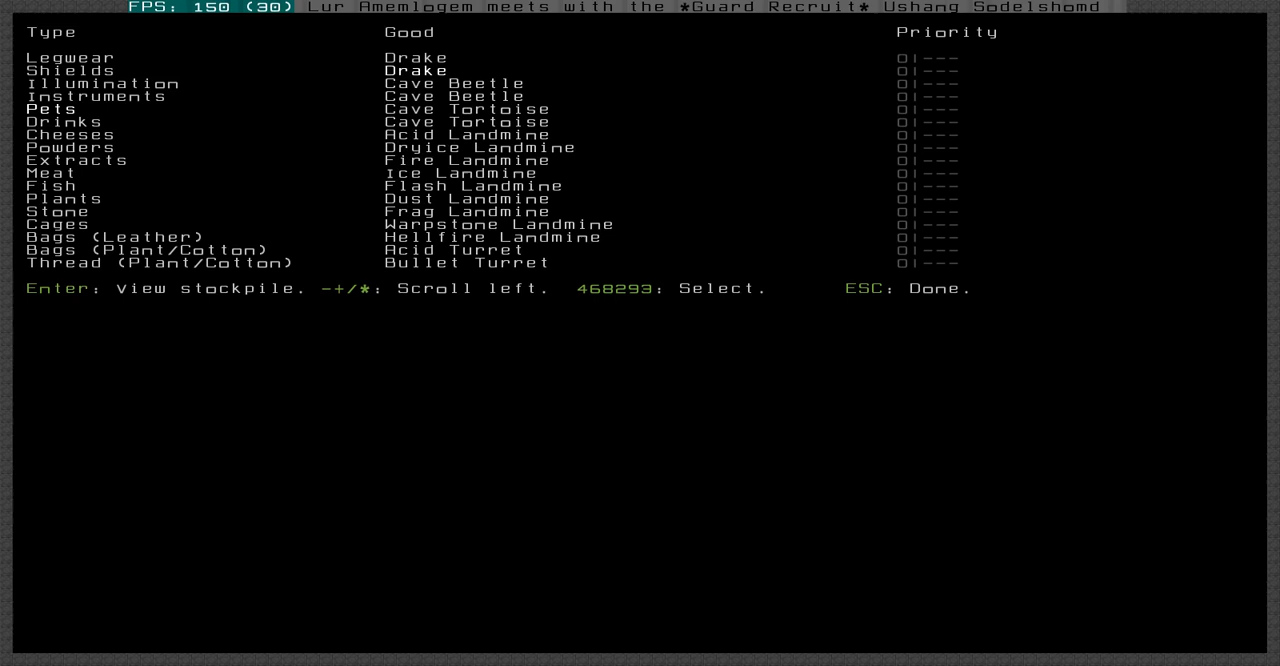 FPS: 150 (30) Lur Amemlogem meets with the *Guard Recruit* Ushang Sodelshomd
Type Good Priority
Legwear Drake 0|---
Shields Drake 0|---
Illumination Cave Beetle 0|---
Instruments Cave Beetle 0|---
Pets Cave Tortoise 0|---
Drinks Cave Tortoise 0|---
Cheeses Acid Landmine 0|---
Powders Dryice Landmine 0|---
Extracts Fire Landmine 0|---
Meat Ice Landmine 0|---
Fish Flash Landmine 0|---
Plants Dust Landmine 0|---
Stone Frag Landmine 0|---
Cages Warpstone Landmine 0|---
Bags (Leather) Hellfire Landmine 0|---
Bags (Plant/Cotton) Acid Turret 0|---
Thread (Plant/Cotton) Bullet Turret 0|---
Enter: View stockpile. -+/*: Scroll left. 468293: Select. ESC: Done.